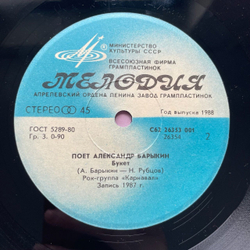 МИНИСТЕРСТВО
КУЛЬТУРЫ СССР
ВСЕСОЮЗНАЯ ФИРМА
ГРАМПЛАСТИНОК
МЕЛОДИЯ
АПРЕЛЕВСКИЙ ОРДЕНА ЛЕНИНА ЗАВОД ГРАМПЛАСТИНОК
СТЕРЕО 45
Год выпуска 1988
ГОСТ 5289-80
Гр. 3. 0-90
С62 26353 001
26354 2
ПОЕТ АЛЕКСАНДР БАРЫКИН
Букет
(А. Барыкин — Н. Рубцов)
Рок-группа «Карнавал»
Запись 1987 г.